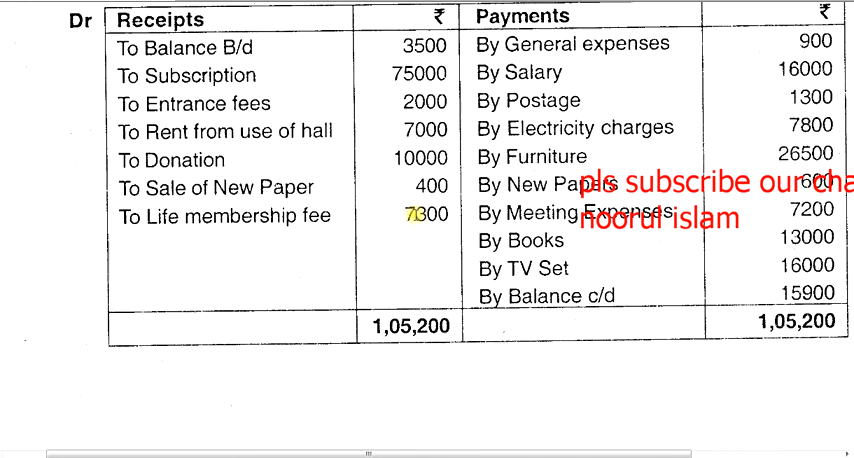 Dr Receipts ₹ Payments ₹
To Balance B/d 3500 By General expenses 900
To Subscription 75000 By Salary 16000
To Entrance fees 2000 By Postage 1300
To Rent from use of hall 7000 By Electricity charges 7800
To Donation 10000 By Furniture 26500
To Sale of New Paper 400 By New Papers 600
pls subscribe our cha
To Life membership fee 7300 By Meeting Expenses 7200
noorul islam
By Books 13000
By TV Set 16000
By Balance c/d 15900
1,05,200 1,05,200